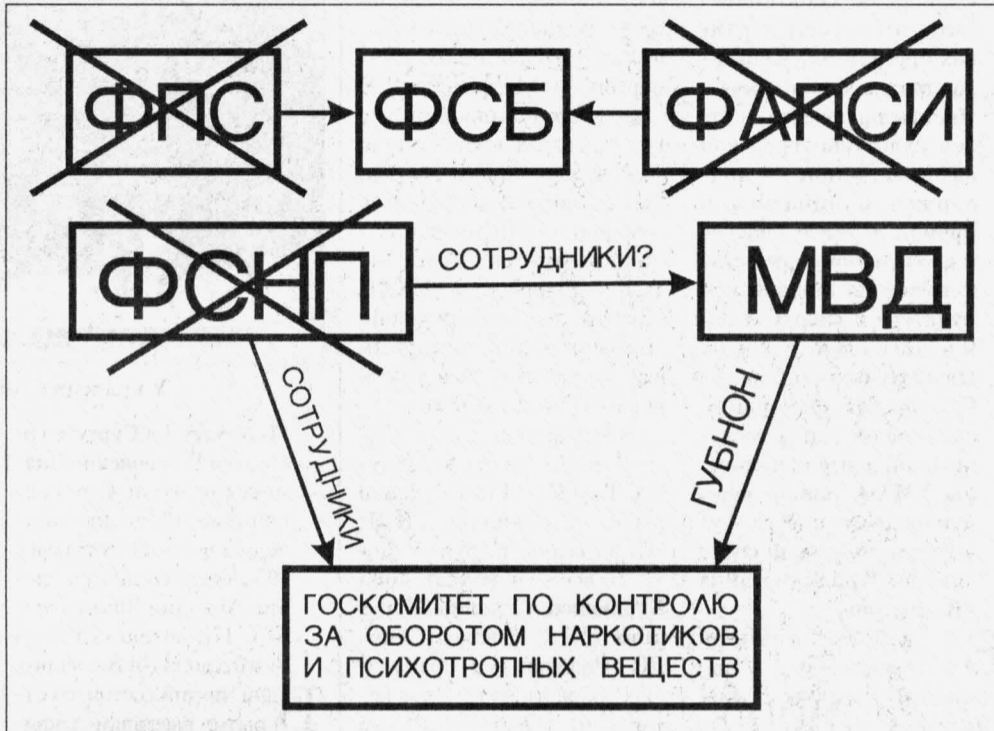 ФПС ФСБ ФАПСИ
ФСНП СОТРУДНИКИ? МВД
СОТРУДНИКИ
ГУБНОН
ГОСКОМИТЕТ ПО КОНТРОЛЮ
ЗА ОБОРОТОМ НАРКОТИКОВ
И ПСИХОТРОПНЫХ ВЕЩЕСТВ